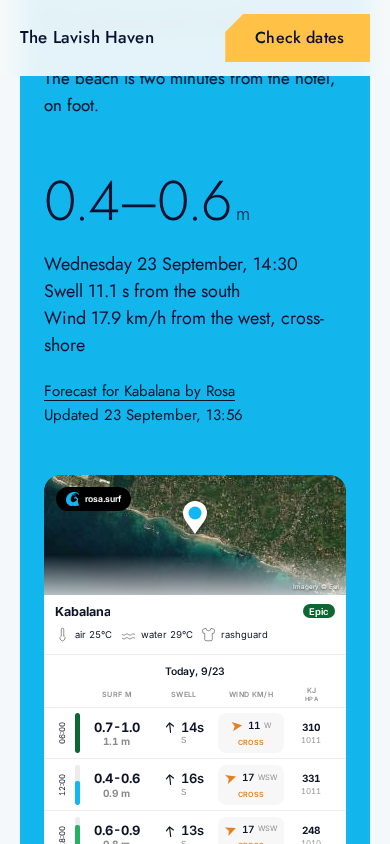 The Lavish Haven
Check dates
The beach is two minutes from the hotel,
on foot.
0.4–0.6 m
Wednesday 23 September, 14:30
Swell 11.1 s from the south
Wind 17.9 km/h from the west, cross-
shore
Forecast for Kabalana by Rosa
Updated 23 September, 13:56
rosa.surf
Kabalana
Epic
air 25°C
water 29°C
rashguard
Today, 9/23
SURF M
SWELL
WIND KM/H
KJ
HPA
06:00
0.7-1.0
1.1 m
14s
S
11 W
CROSS
310
1011
12:00
0.4-0.6
0.9 m
16s
S
17 WSW
CROSS
331
1011
0.6-0.9
13s
S
17 WSW
CROSS
248